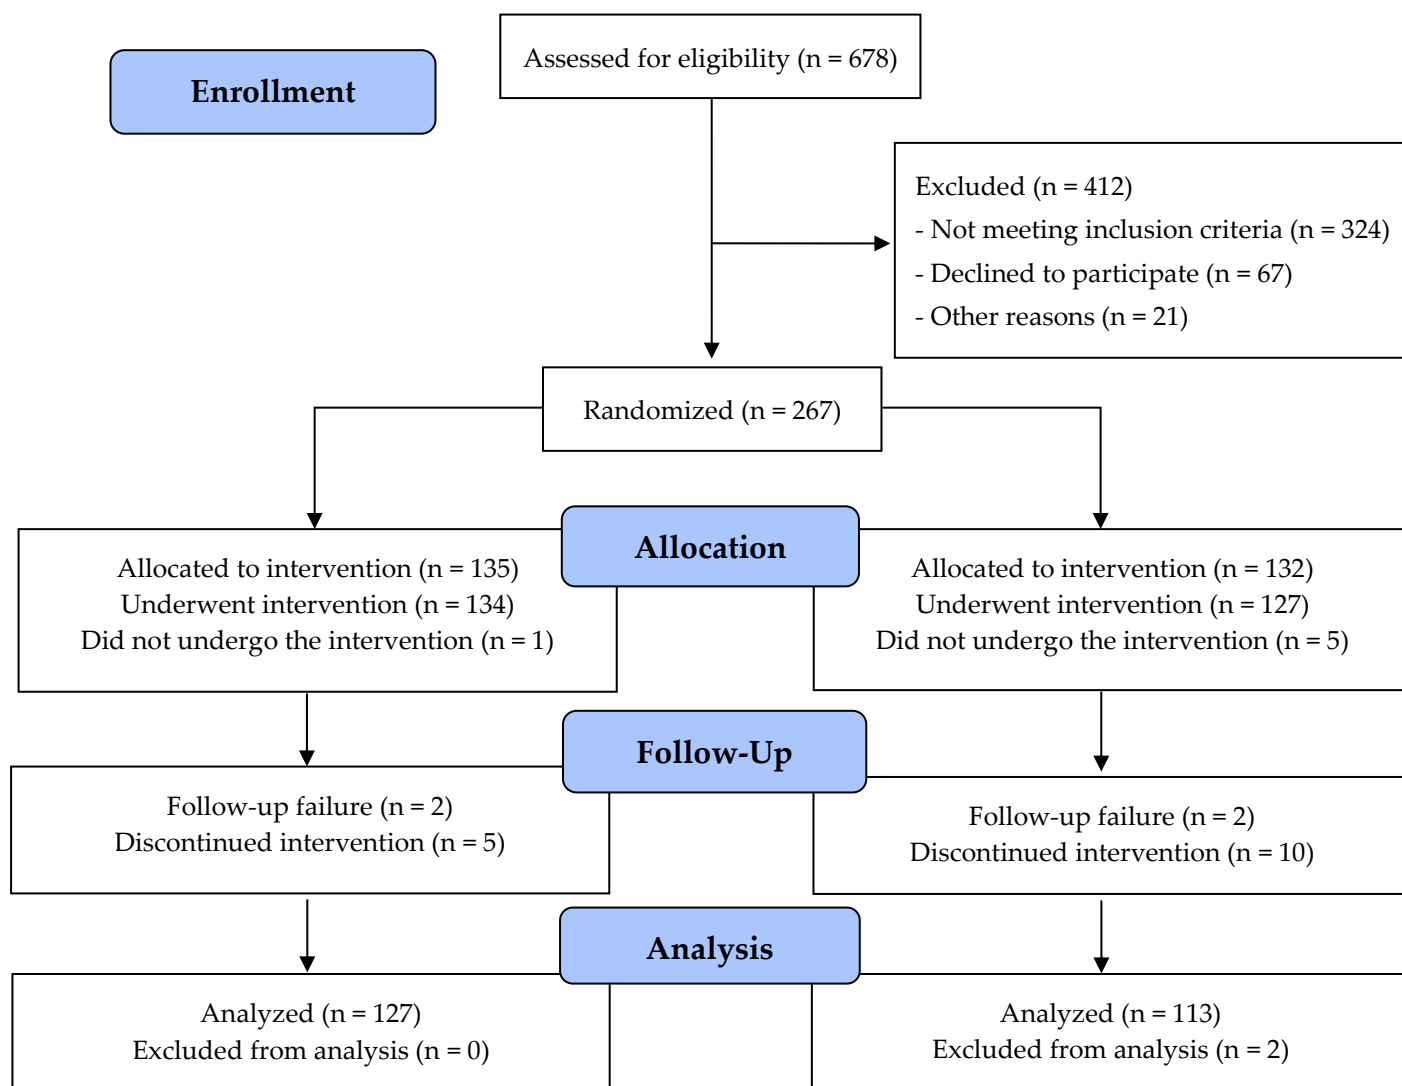 Enrollment
Assessed for eligibility (n = 678)
Excluded (n = 412)
- Not meeting inclusion criteria (n = 324)
- Declined to participate (n = 67)
- Other reasons (n = 21)
Randomized (n = 267)
Allocation
Allocated to intervention (n = 135)
Underwent intervention (n = 134)
Did not undergo the intervention (n = 1)
Allocated to intervention (n = 132)
Underwent intervention (n = 127)
Did not undergo the intervention (n = 5)
Follow-Up
Follow-up failure (n = 2)
Discontinued intervention (n = 5)
Follow-up failure (n = 2)
Discontinued intervention (n = 10)
Analysis
Analyzed (n = 127)
Excluded from analysis (n = 0)
Analyzed (n = 113)
Excluded from analysis (n = 2)